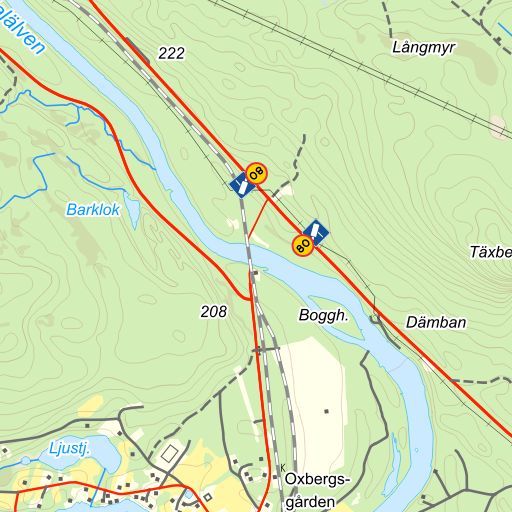 älven
222
Långmyr
80
Barklok
80
Täxbe
208
Boggh.
Dämban
Ljustj.
K
Oxbergs-
gården